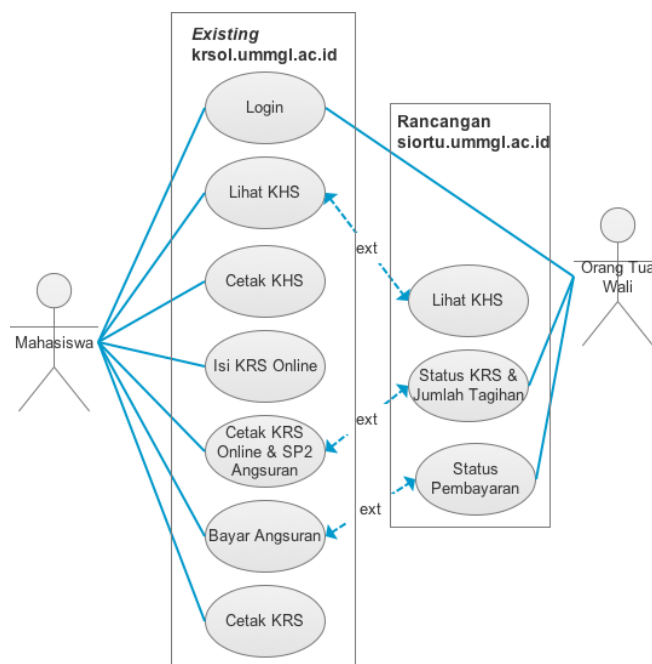 Existing
krsol.ummgl.ac.id
Login
Rancangan
siortu.ummgl.ac.id
Lihat KHS
ext
Orang Tua
Wali
Cetak KHS
Lihat KHS
Mahasiswa
Isi KRS Online
Status KRS &
Jumlah Tagihan
ext
Cetak KRS
Online & SP2
Angsuran
Status
Pembayaran
ext
Bayar Angsuran
Cetak KRS